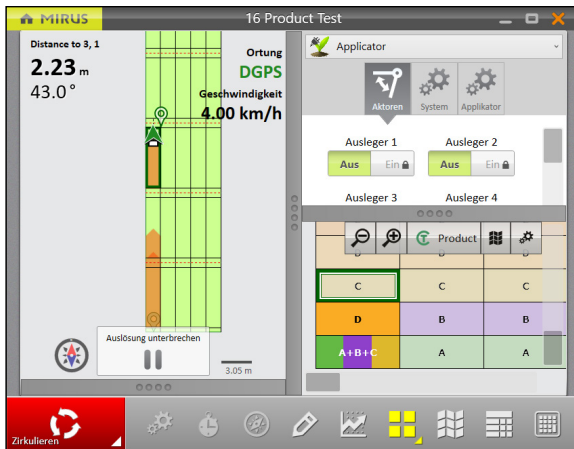 MIRUS
16 Product Test
Distance to 3, 1
2.23 m
43.0 °
Ortung
DGPS
Geschwindigkeit
4.00 km/h
Auslösung unterbrechen
3.05 m
Applicator
Aktoren
System
Applikator
Ausleger 1
Ausleger 2
Aus
Ein
Aus
Ein
Ausleger 3
Ausleger 4
Product
C
C
C
D
B
B
A+B+C
A
A
Zirkulieren